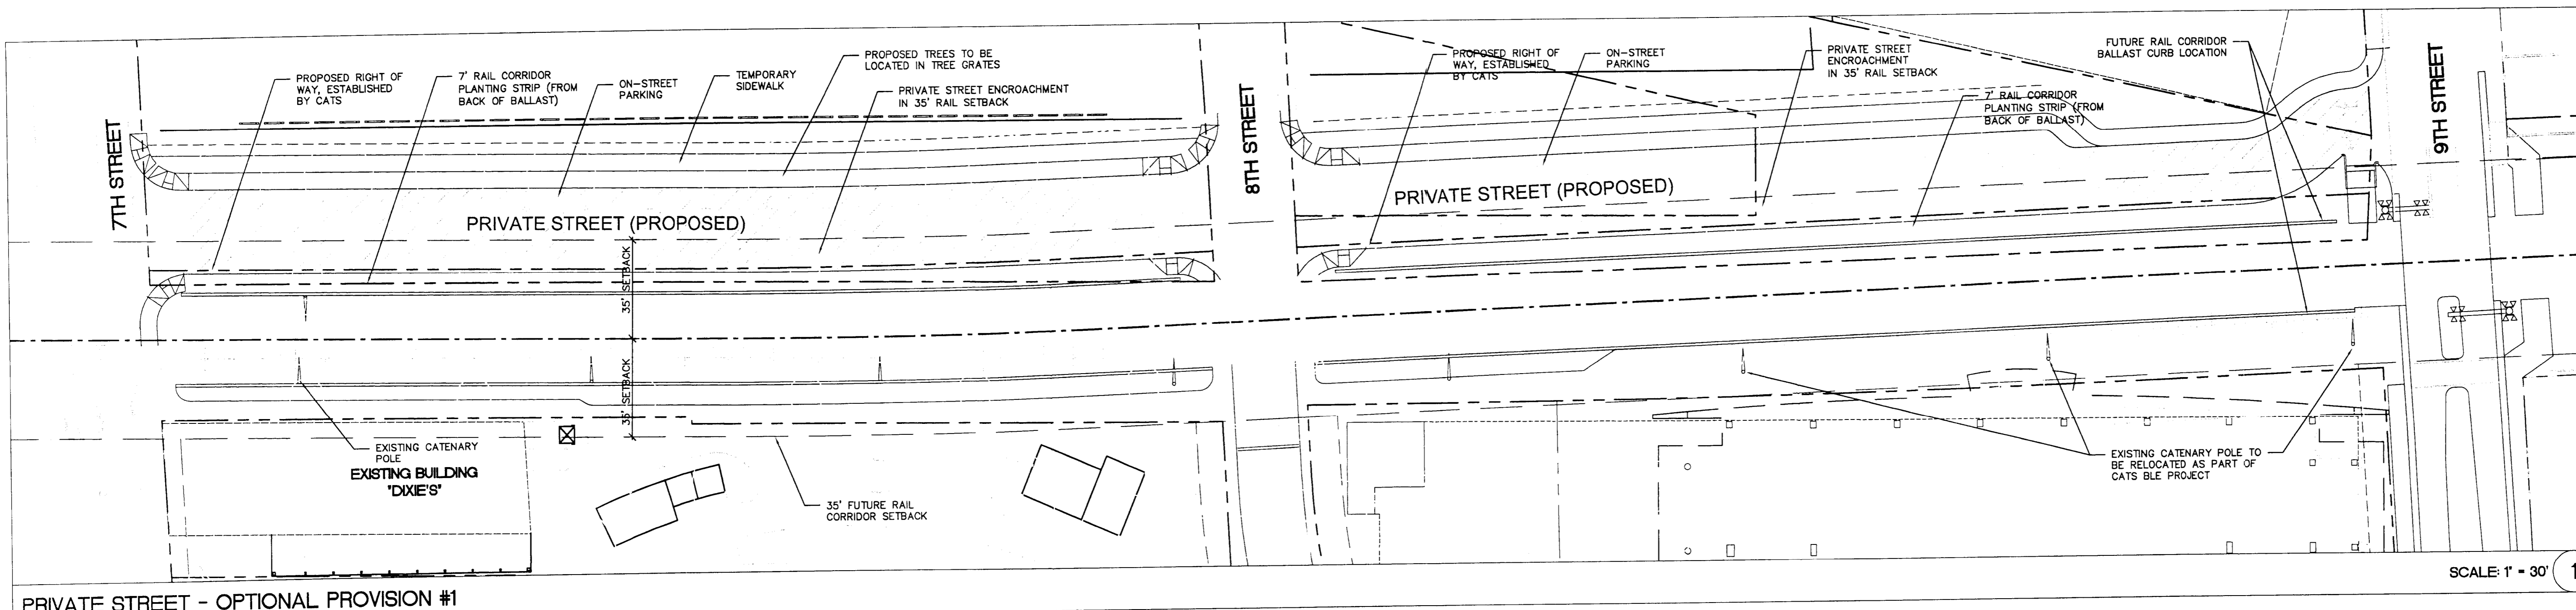 7TH STREET
PROPOSED RIGHT OF
WAY, ESTABLISHED
BY CATS
7' RAIL CORRIDOR
PLANTING STRIP (FROM
BACK OF BALLAST)
ON-STREET
PARKING
TEMPORARY
SIDEWALK
PROPOSED TREES TO BE
LOCATED IN TREE GRATES
PRIVATE STREET ENCROACHMENT
IN 35' RAIL SETBACK
8TH STREET
PROPOSED RIGHT OF
WAY, ESTABLISHED
BY CATS
ON-STREET
PARKING
PRIVATE STREET
ENCROACHMENT
IN 35' RAIL SETBACK
7' RAIL CORRIDOR
PLANTING STRIP (FROM
BACK OF BALLAST)
FUTURE RAIL CORRIDOR
BALLAST CURB LOCATION
9TH STREET
PRIVATE STREET (PROPOSED)
PRIVATE STREET (PROPOSED)
35' SETBACK
35' SETBACK
EXISTING CATENARY
POLE
EXISTING BUILDING
"DIXIE'S"
35' FUTURE RAIL
CORRIDOR SETBACK
EXISTING CATENARY POLE TO
BE RELOCATED AS PART OF
CATS BLE PROJECT
PRIVATE STREET - OPTIONAL PROVISION #1
SCALE: 1" = 30'
1